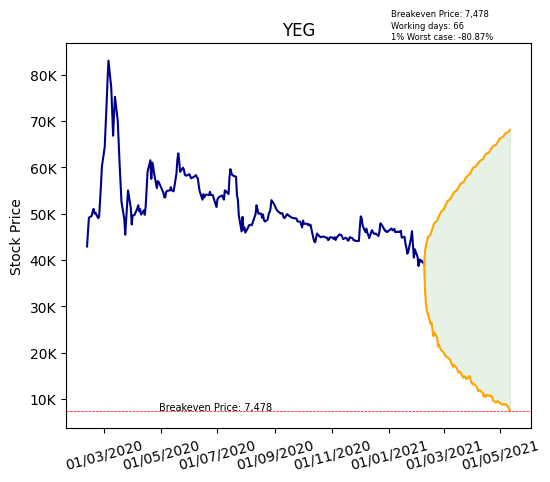 Breakeven Price: 7,478
Working days: 66
1% Worst case: -80.87%
YEG
Stock Price
80K
70K
60K
50K
40K
30K
20K
10K
Breakeven Price: 7,478
01/03/2020
01/05/2020
01/07/2020
01/09/2020
01/11/2020
01/01/2021
01/03/2021
01/05/2021